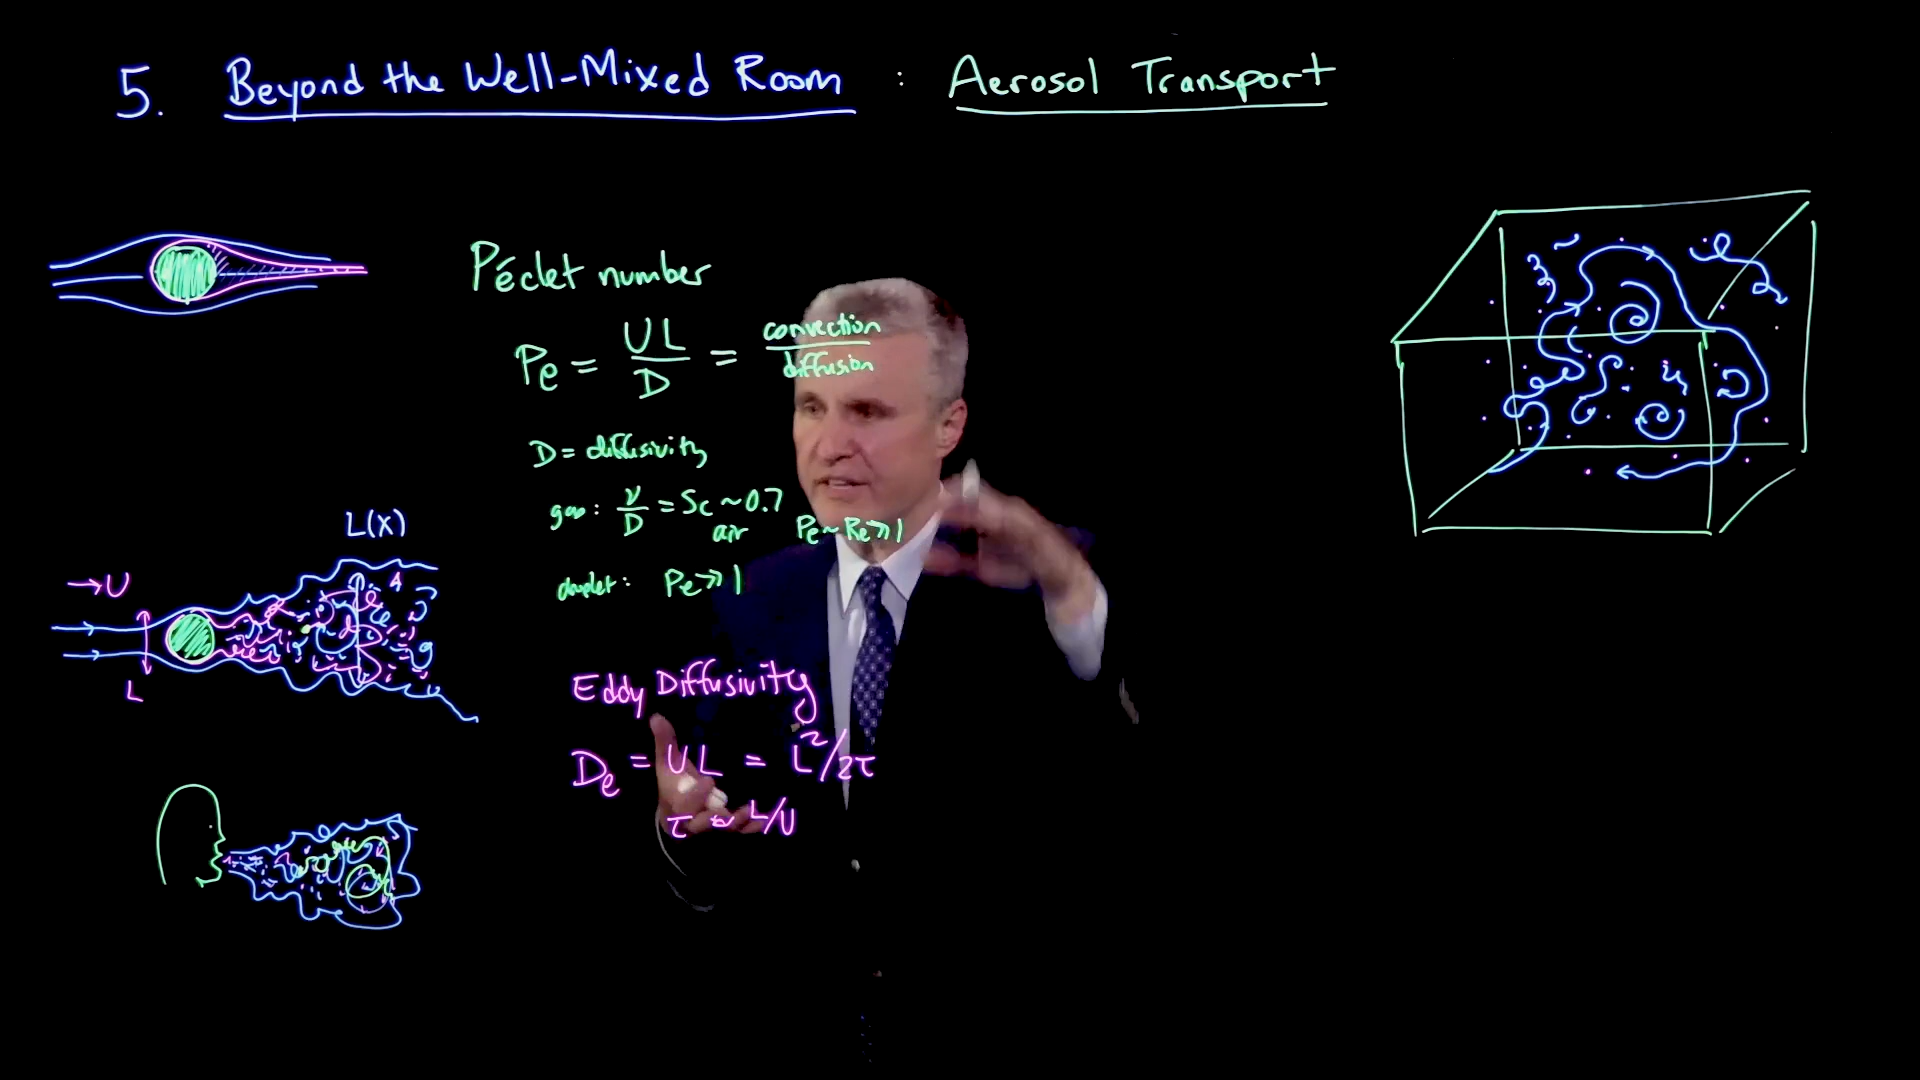 5. Beyond the Well-Mixed Room : Aerosol Transport
Péclet number
Pe = UL/D = convection/diffusion
D = diffusivity
gas: ν/D = Sc ~ 0.7
air Pe ~ Re ≫ 1
droplet: Pe ≫ 1
L(x)
→ U
L
Eddy Diffusivity
De = UL = L²/2τ
τ ≈ L/U